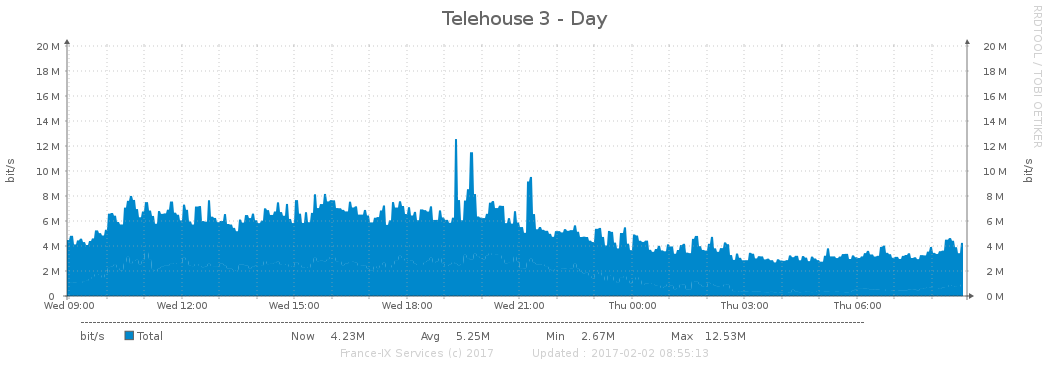 Telehouse 3 - Day
RRDTOOL / TOBI OETIKER
bit/s
20 M 20 M
18 M 18 M
16 M 16 M
14 M 14 M
12 M 12 M
10 M 10 M
8 M 8 M
6 M 6 M
4 M 4 M
2 M 2 M
0 0 M
bit/s
Wed 09:00 Wed 12:00 Wed 15:00 Wed 18:00 Wed 21:00 Thu 00:00 Thu 03:00 Thu 06:00
bit/s Total Now 4.23M Avg 5.25M Min 2.67M Max 12.53M
France-IX Services (c) 2017 Updated : 2017-02-02 08:55:13